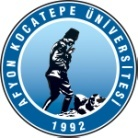 AFYON KOCATEPE ÜNİVERSİTESİ
1992